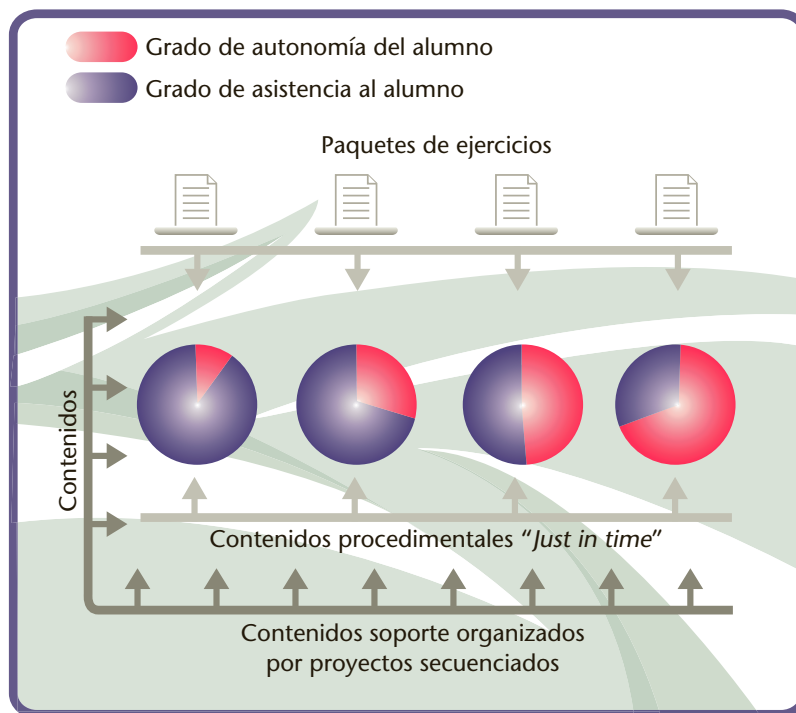 Grado de autonomía del alumno
Grado de asistencia al alumno
Paquetes de ejercicios
Contenidos
Contenidos procedimentales “Just in time”
Contenidos soporte organizados
por proyectos secuenciados